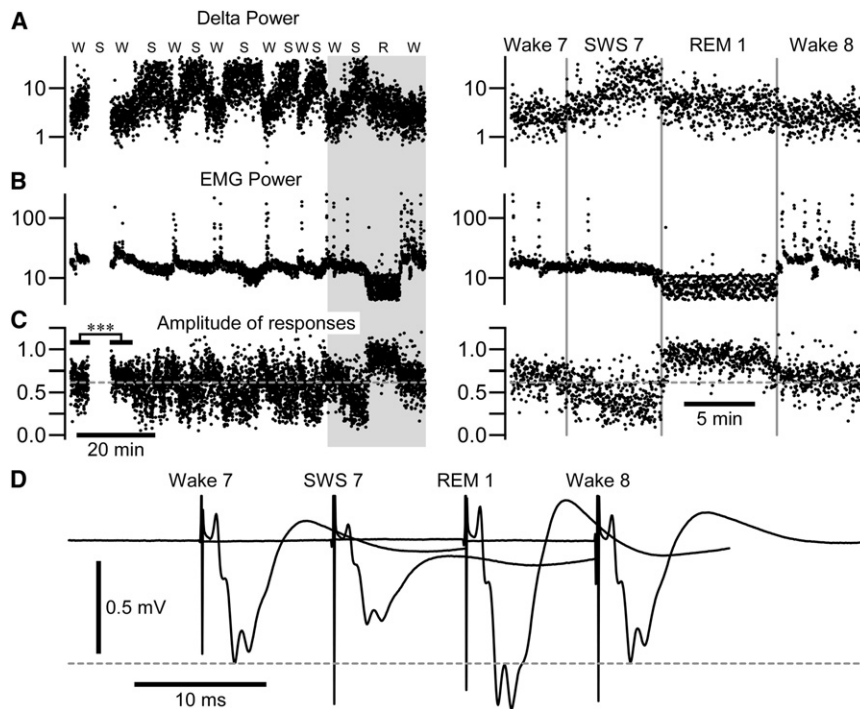 A
Delta Power
W S W S W S W S W S W S R W
Wake 7 SWS 7 REM 1 Wake 8
10
1
10
1
B
EMG Power
100
10
100
10
C
Amplitude of responses
***
1.0
0.5
0.0
1.0
0.5
0.0
20 min
5 min
D
Wake 7 SWS 7 REM 1 Wake 8
0.5 mV
10 ms